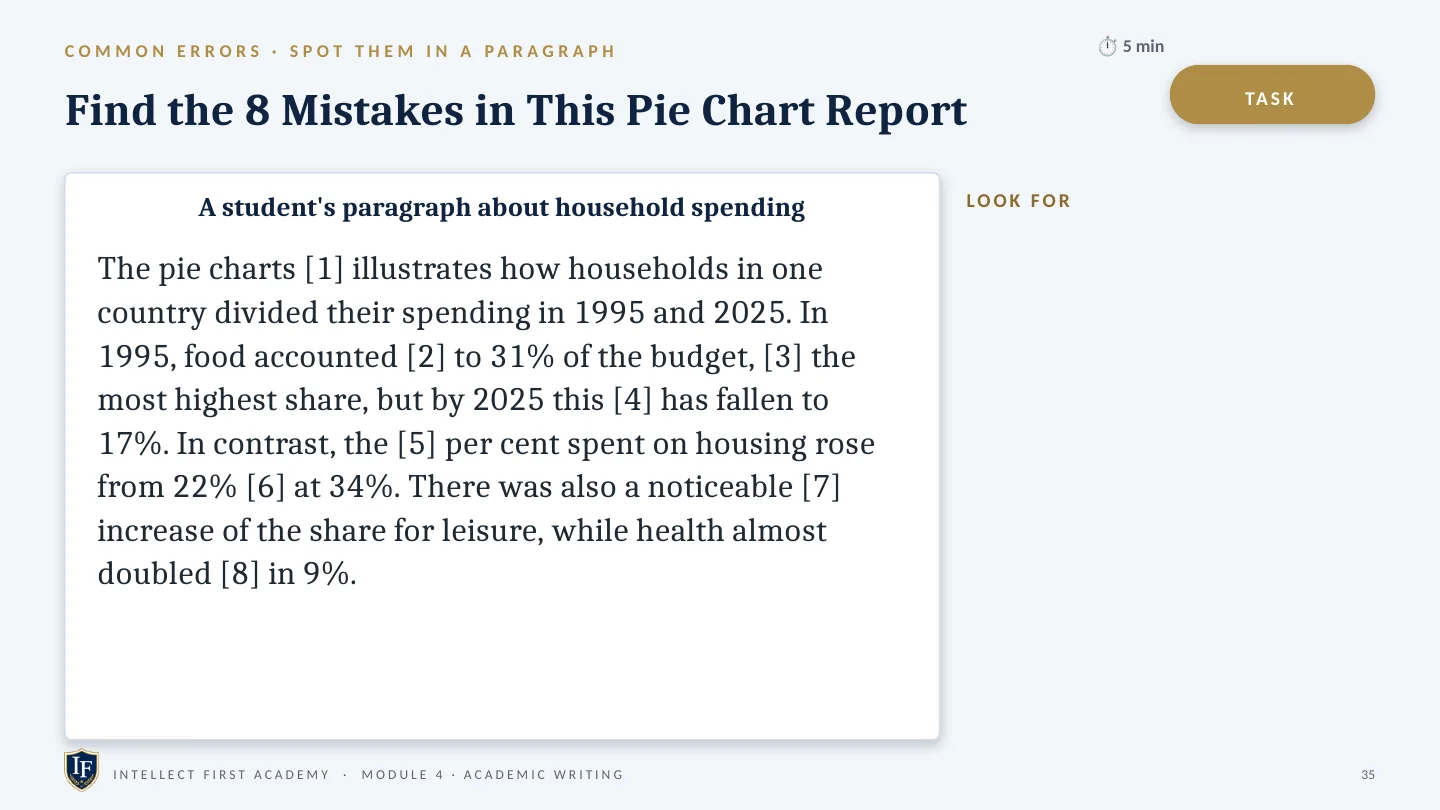 COMMON ERRORS · SPOT THEM IN A PARAGRAPH
⏱ 5 min
Find the 8 Mistakes in This Pie Chart Report
TASK
A student's paragraph about household spending
The pie charts [1] illustrates how households in one
country divided their spending in 1995 and 2025. In
1995, food accounted [2] to 31% of the budget, [3] the
most highest share, but by 2025 this [4] has fallen to
17%. In contrast, the [5] per cent spent on housing rose
from 22% [6] at 34%. There was also a noticeable [7]
increase of the share for leisure, while health almost
doubled [8] in 9%.
LOOK FOR
IF
INTELLECT FIRST ACADEMY · MODULE 4 · ACADEMIC WRITING
35